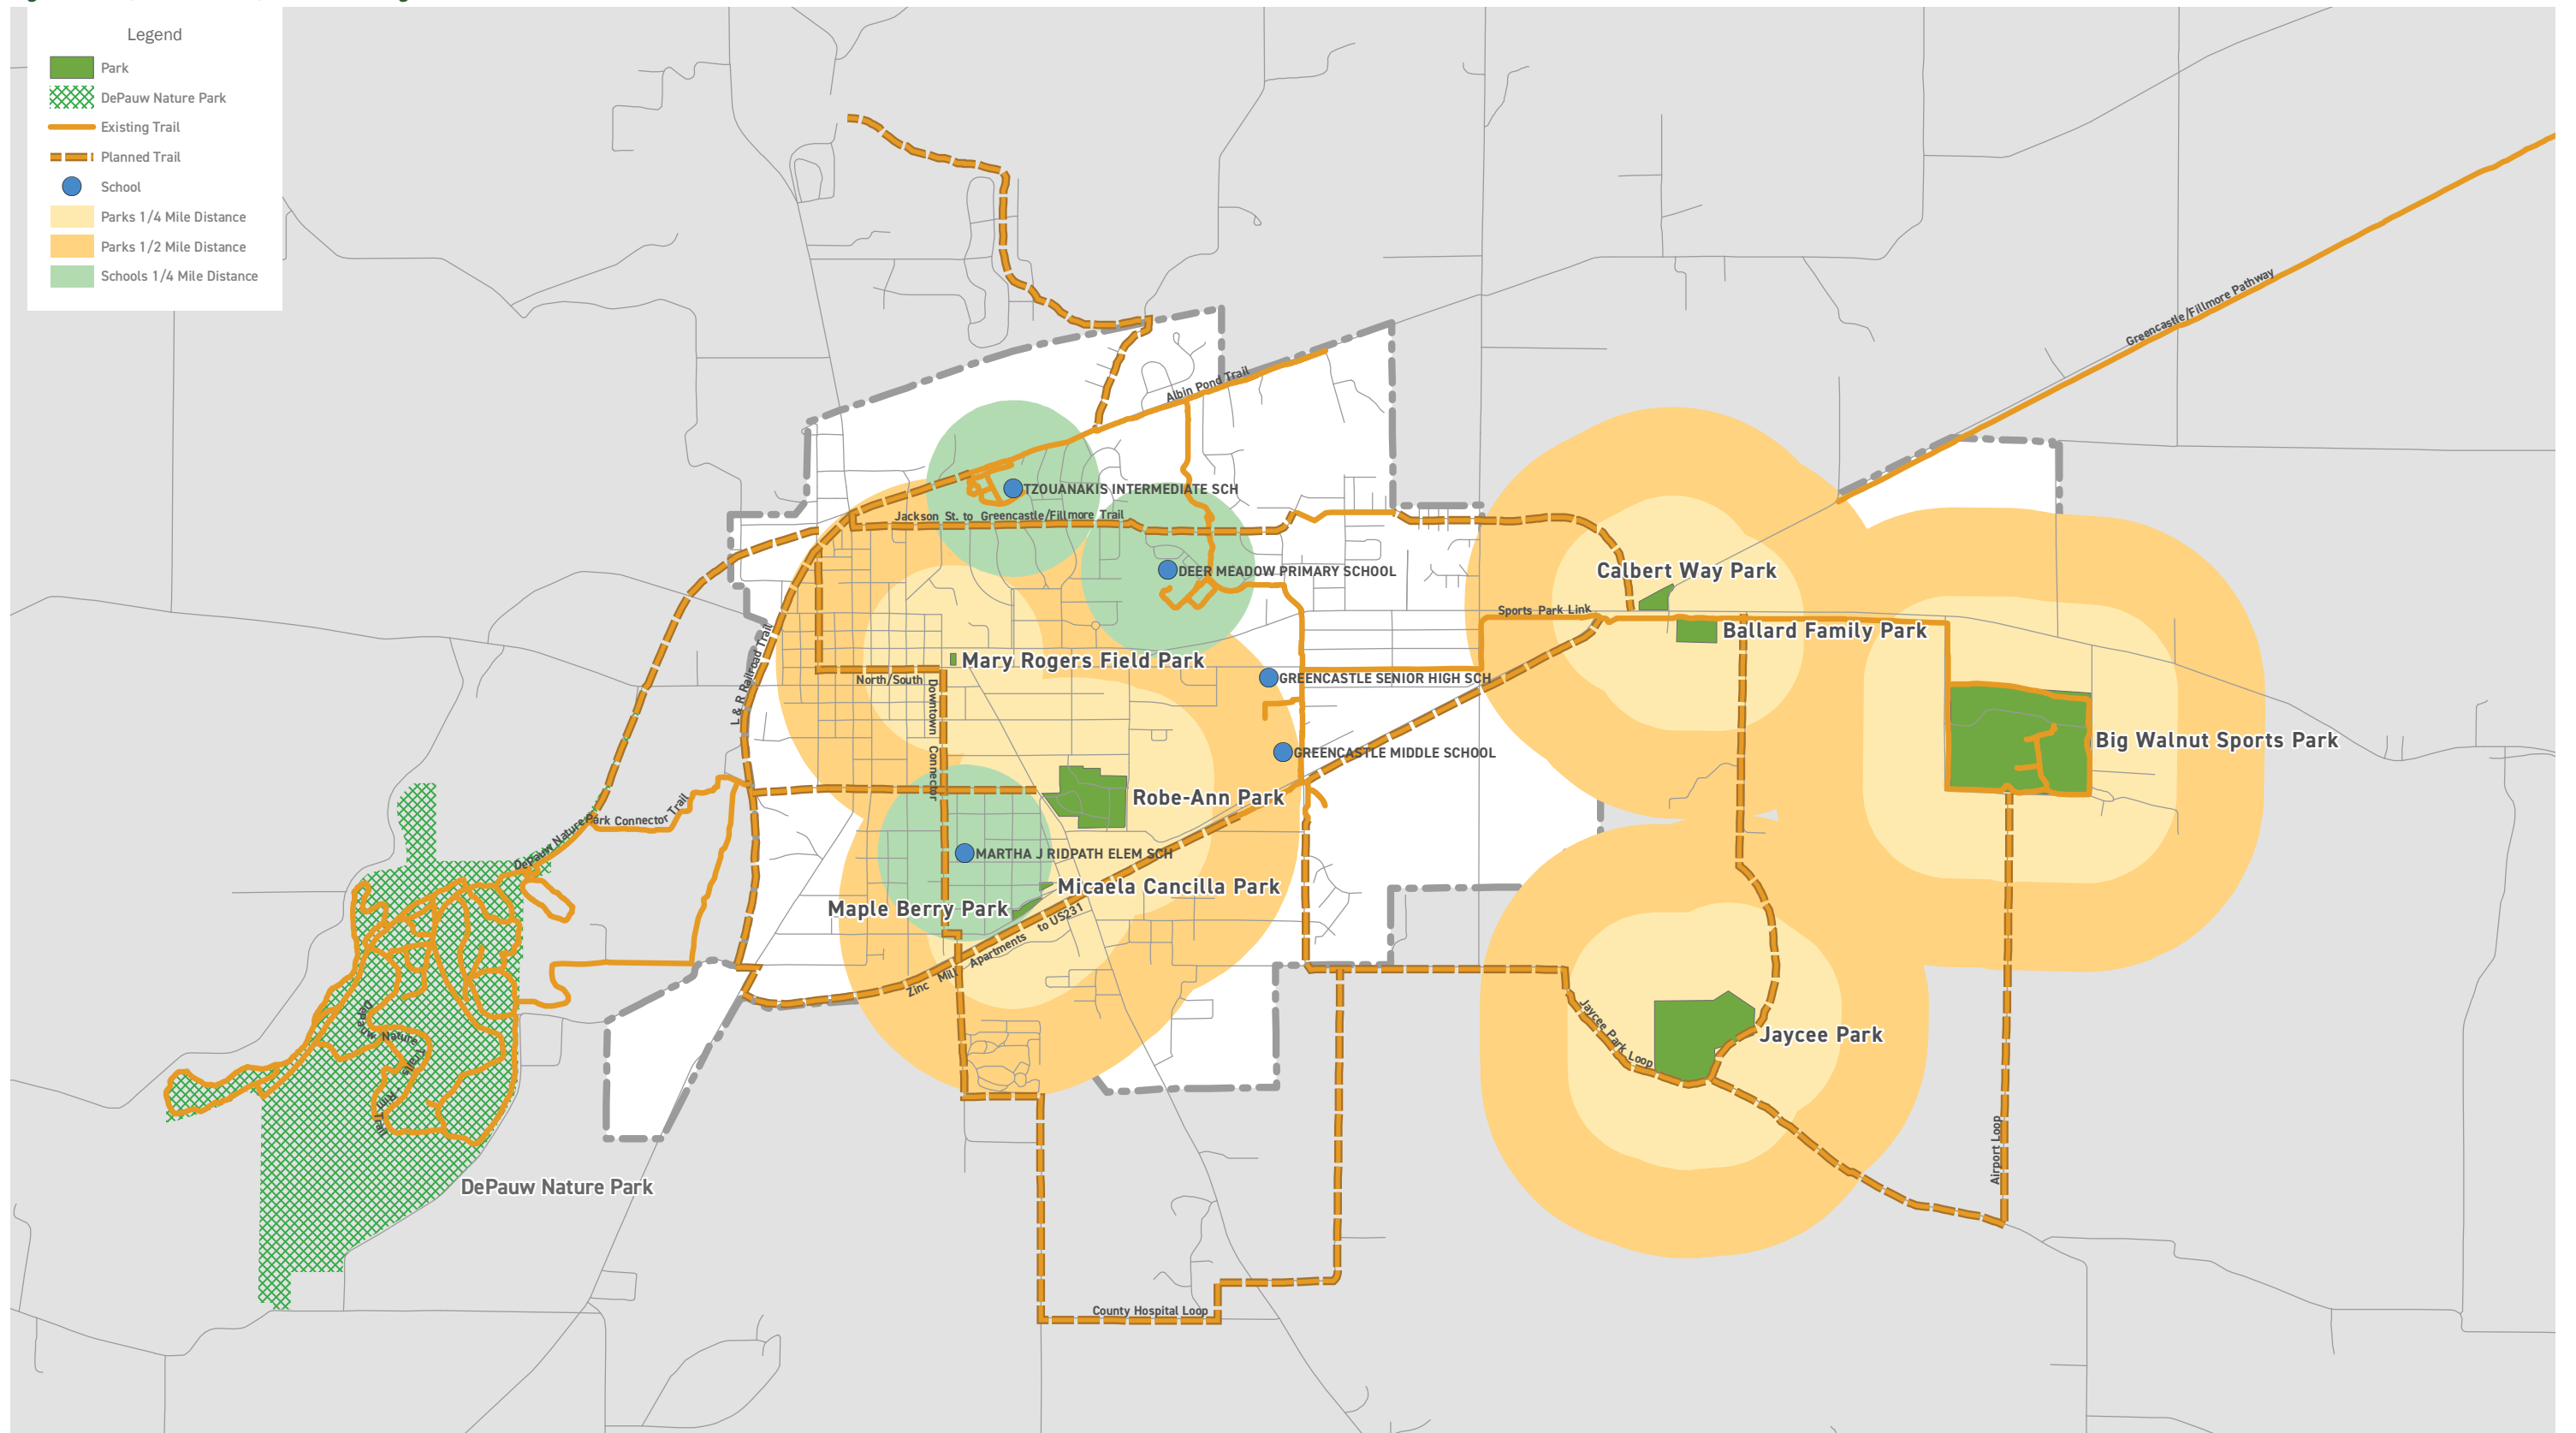 Legend
Park
DePauw Nature Park
Existing Trail
Planned Trail
School
Parks 1/4 Mile Distance
Parks 1/2 Mile Distance
Schools 1/4 Mile Distance
Greencastle/Fillmore Pathway
Albin Pond Trail
TZOUANAKIS INTERMEDIATE SCH
Jackson St. to Greencastle/Fillmore Trail
DEER MEADOW PRIMARY SCHOOL
Calbert Way Park
Sports Park Link
Ballard Family Park
L & R Railroad Trail
Mary Rogers Field Park
North/South
Downtown Connector
GREENCASTLE SENIOR HIGH SCH
GREENCASTLE MIDDLE SCHOOL
Big Walnut Sports Park
Robe-Ann Park
DePauw Nature Park Connector Trail
MARTHA J RIDPATH ELEM SCH
Micaela Cancilla Park
Maple Berry Park
Zinc Mill Apartments to US231
Jaycee Park Loop
Jaycee Park
Depauw Nature Trails - Rim Trail
Airport Loop
DePauw Nature Park
County Hospital Loop